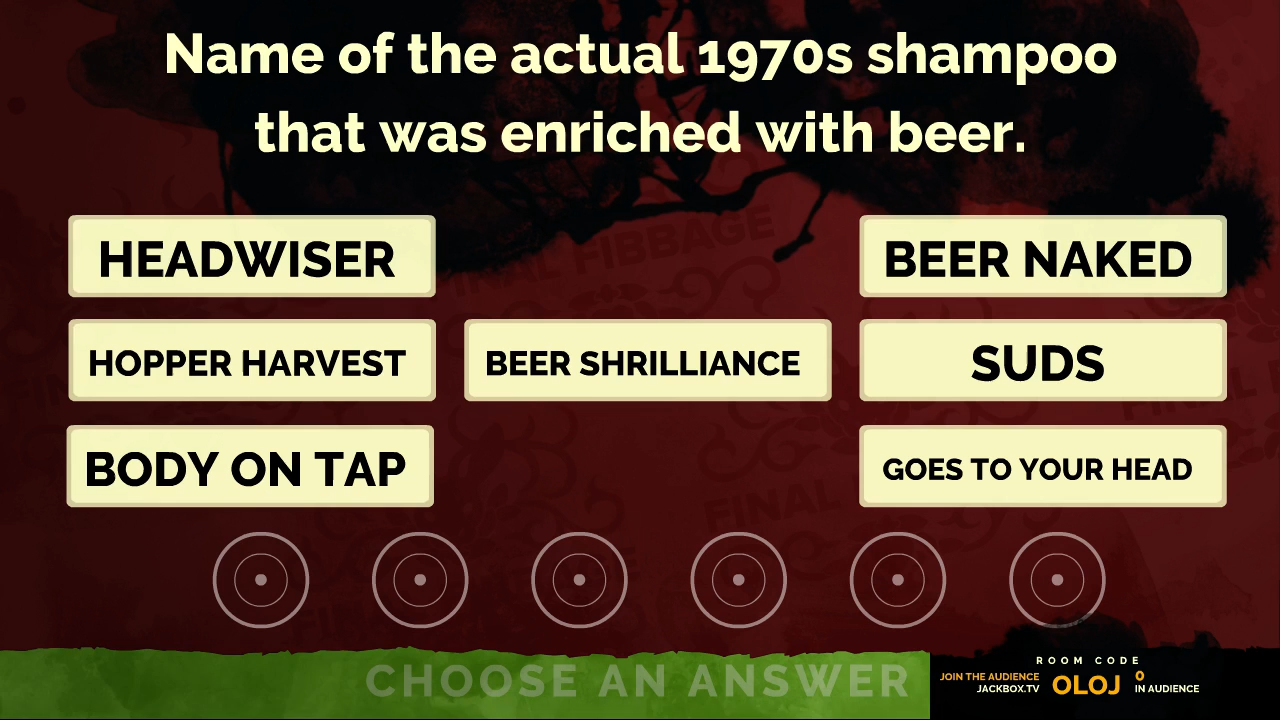 Name of the actual 1970s shampoo
that was enriched with beer.
HEADWISER
BEER NAKED
HOPPER HARVEST
BEER SHRILLIANCE
SUDS
BODY ON TAP
GOES TO YOUR HEAD
CHOOSE AN ANSWER
ROOM CODE
JOIN THE AUDIENCE
JACKBOX.TV
OLOJ
0
IN AUDIENCE